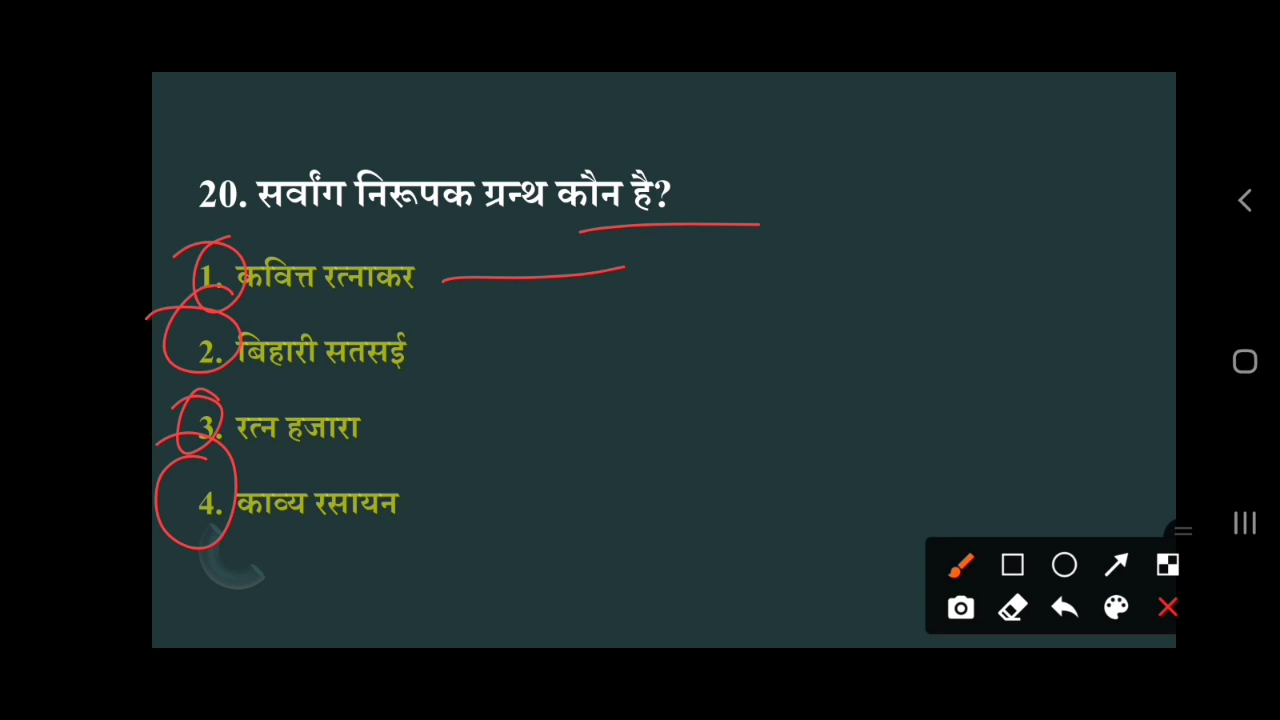 20. सर्वांग निरूपक ग्रन्थ कौन है?
1. कवित्त रत्नाकर
2. बिहारी सतसई
3. रत्न हजारा
4. काव्य रसायन